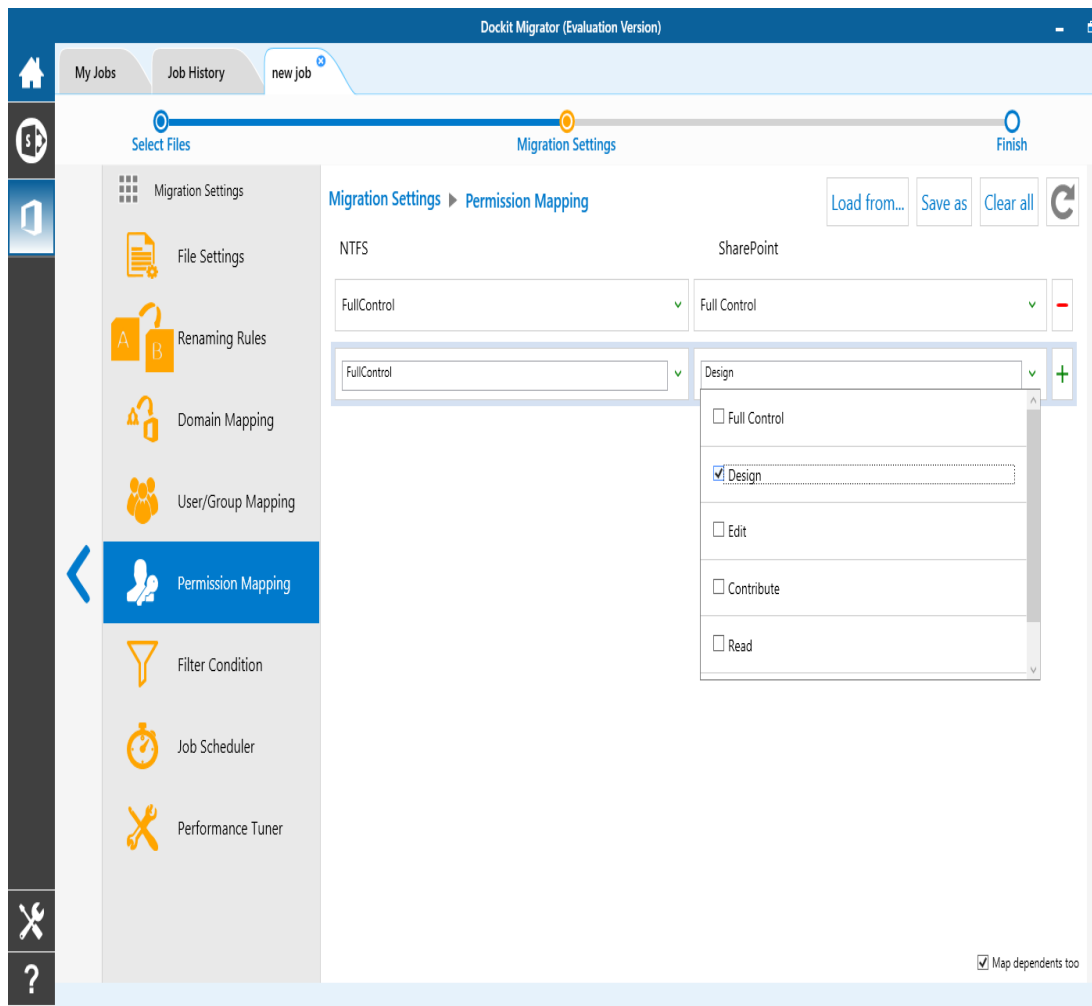 Dockit Migrator (Evaluation Version)
My Jobs
Job History
new job
Select Files
Migration Settings
Finish
Migration Settings
File Settings
A
B
Renaming Rules
Domain Mapping
User/Group Mapping
Permission Mapping
Filter Condition
Job Scheduler
Performance Tuner
Migration Settings Permission Mapping
Load from...
Save as
Clear all
NTFS
SharePoint
FullControl
Full Control
FullControl
Design
Full Control
Design
Edit
Contribute
Read
Map dependents too
S
?